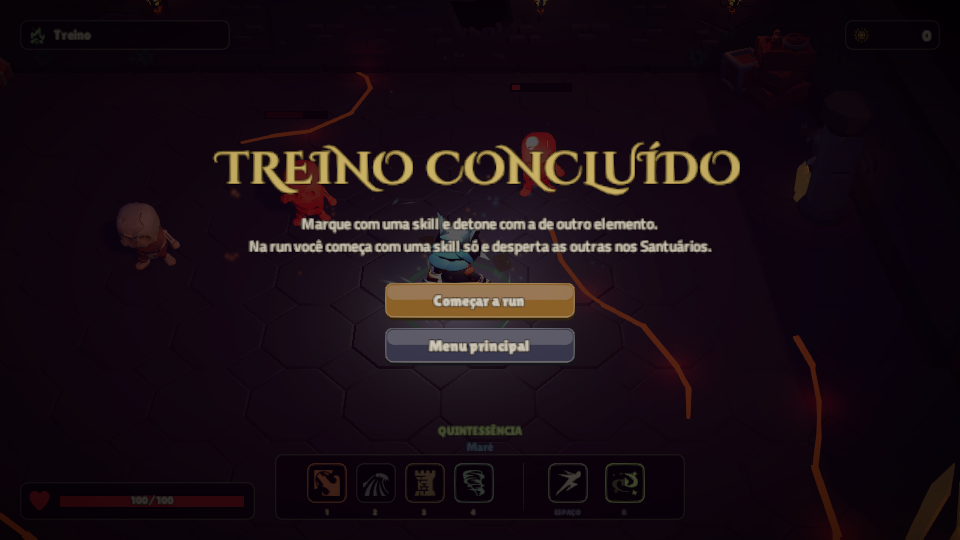 Treino
0
TREINO CONCLUÍDO
Marque com uma skill e detone com a de outro elemento.
Na run você começa com uma skill só e desperta as outras nos Santuários.
Começar a run
Menu principal
QUINTESSÊNCIA
Maré
100/100
1 2 3 4 ESPAÇO